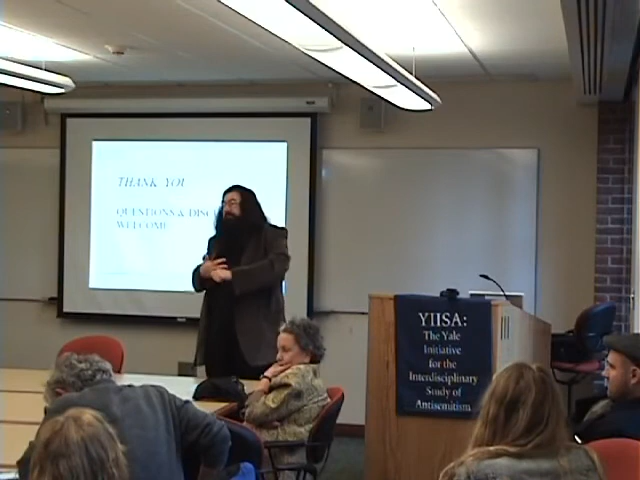 THANK YOU
QUESTIONS & DISC
WELCOME
YIISA:
The Yale
Initiative
for the
Interdisciplinary
Study of
Antisemitism